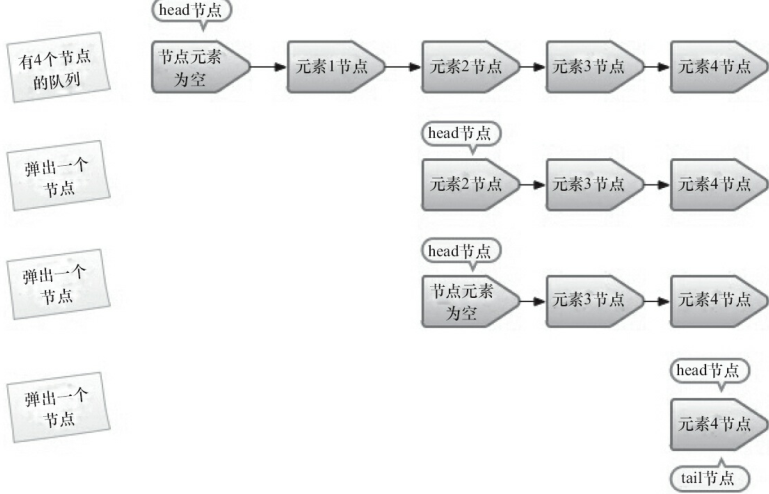 head节点
有4个节点
的队列
节点元素
为空
元素1节点
元素2节点
元素3节点
元素4节点
head节点
弹出一个
节点
元素2节点
元素3节点
元素4节点
head节点
弹出一个
节点
节点元素
为空
元素3节点
元素4节点
head节点
弹出一个
节点
元素4节点
tail节点